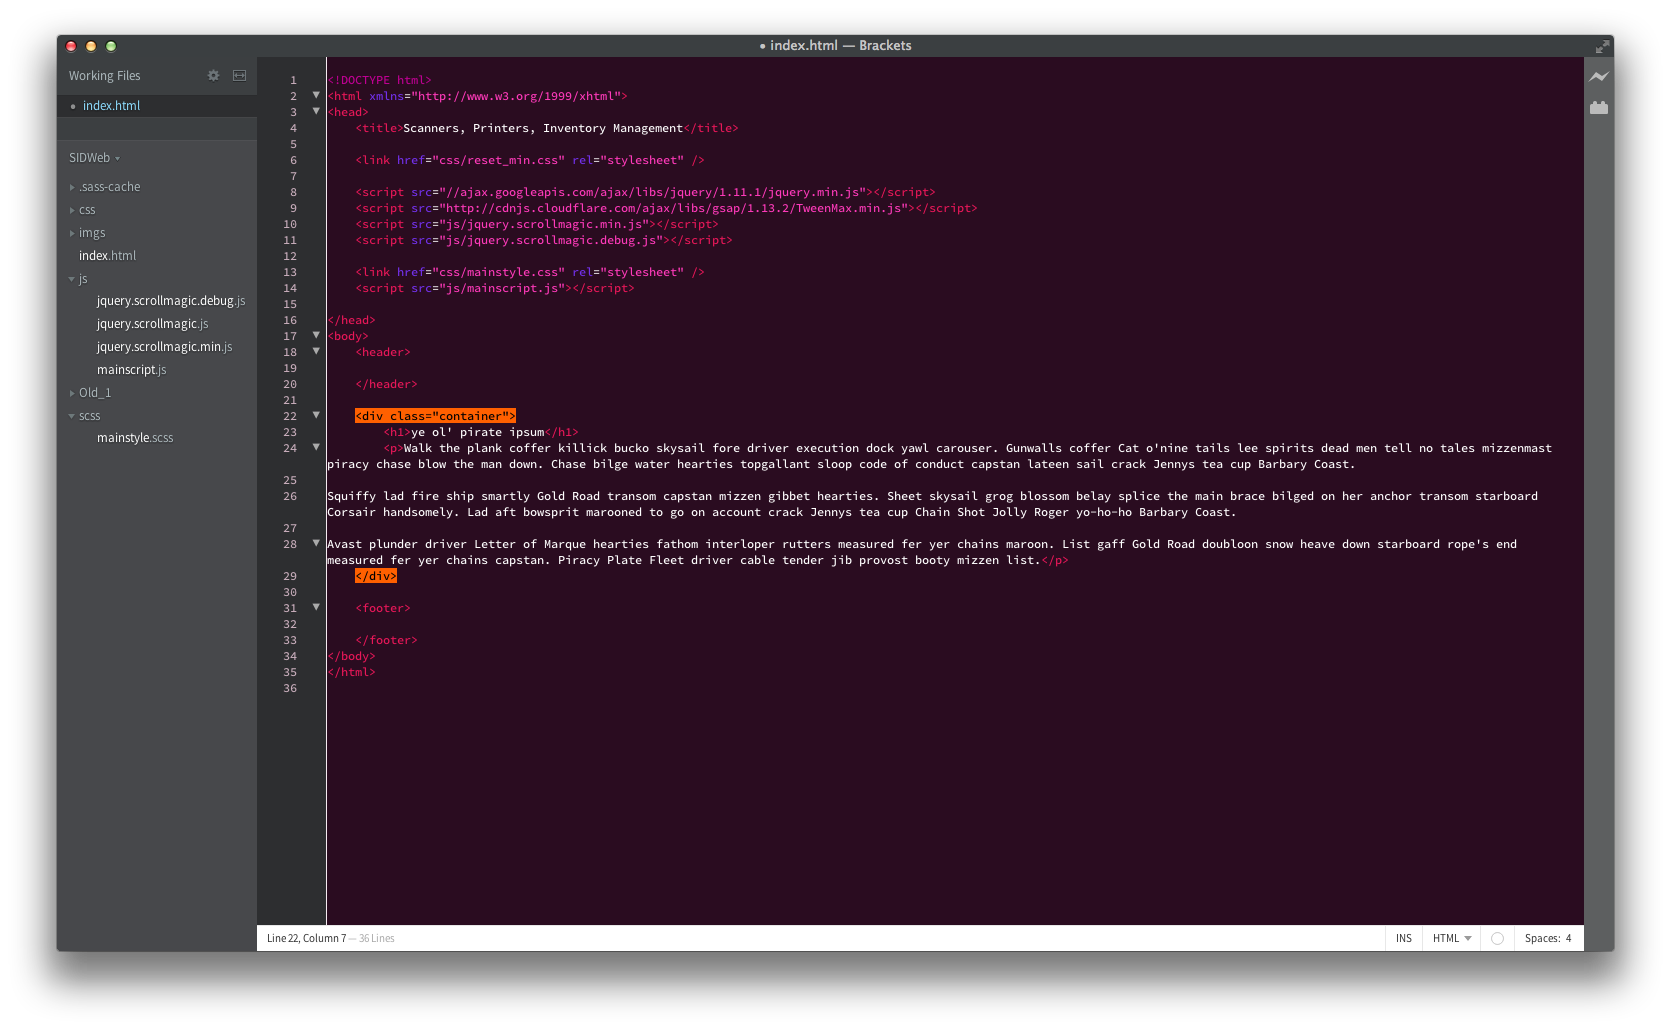 • index.html — Brackets
Working Files
• index.html
SIDWeb
.sass-cache
css
imgs
index.html
js
jquery.scrollmagic.debug.js
jquery.scrollmagic.js
jquery.scrollmagic.min.js
mainscript.js
Old_1
scss
mainstyle.scss
1 <!DOCTYPE html>
2 <html xmlns="http://www.w3.org/1999/xhtml">
3 <head>
4 <title>Scanners, Printers, Inventory Management</title>
5
6 <link href="css/reset_min.css" rel="stylesheet" />
7
8 <script src="//ajax.googleapis.com/ajax/libs/jquery/1.11.1/jquery.min.js"></script>
9 <script src="http://cdnjs.cloudflare.com/ajax/libs/gsap/1.13.2/TweenMax.min.js"></script>
10 <script src="js/jquery.scrollmagic.min.js"></script>
11 <script src="js/jquery.scrollmagic.debug.js"></script>
12
13 <link href="css/mainstyle.css" rel="stylesheet" />
14 <script src="js/mainscript.js"></script>
15
16 </head>
17 <body>
18 <header>
19
20 </header>
21
22 <div class="container">
23 <h1>ye ol' pirate ipsum</h1>
24 <p>Walk the plank coffer killick bucko skysail fore driver execution dock yawl carouser. Gunwalls coffer Cat o'nine tails lee spirits dead men tell no tales mizzenmast
piracy chase blow the man down. Chase bilge water hearties topgallant sloop code of conduct capstan lateen sail crack Jennys tea cup Barbary Coast.
25
26 Squiffy lad fire ship smartly Gold Road transom capstan mizzen gibbet hearties. Sheet skysail grog blossom belay splice the main brace bilged on her anchor transom starboard
Corsair handsomely. Lad aft bowsprit marooned to go on account crack Jennys tea cup Chain Shot Jolly Roger yo-ho-ho Barbary Coast.
27
28 Avast plunder driver Letter of Marque hearties fathom interloper rutters measured fer yer chains maroon. List gaff Gold Road doubloon snow heave down starboard rope's end
measured fer yer chains capstan. Piracy Plate Fleet driver cable tender jib provost booty mizzen list.</p>
29 </div>
30
31 <footer>
32
33 </footer>
34 </body>
35 </html>
36
Line 22, Column 7 — 36 Lines
INS
HTML
Spaces: 4